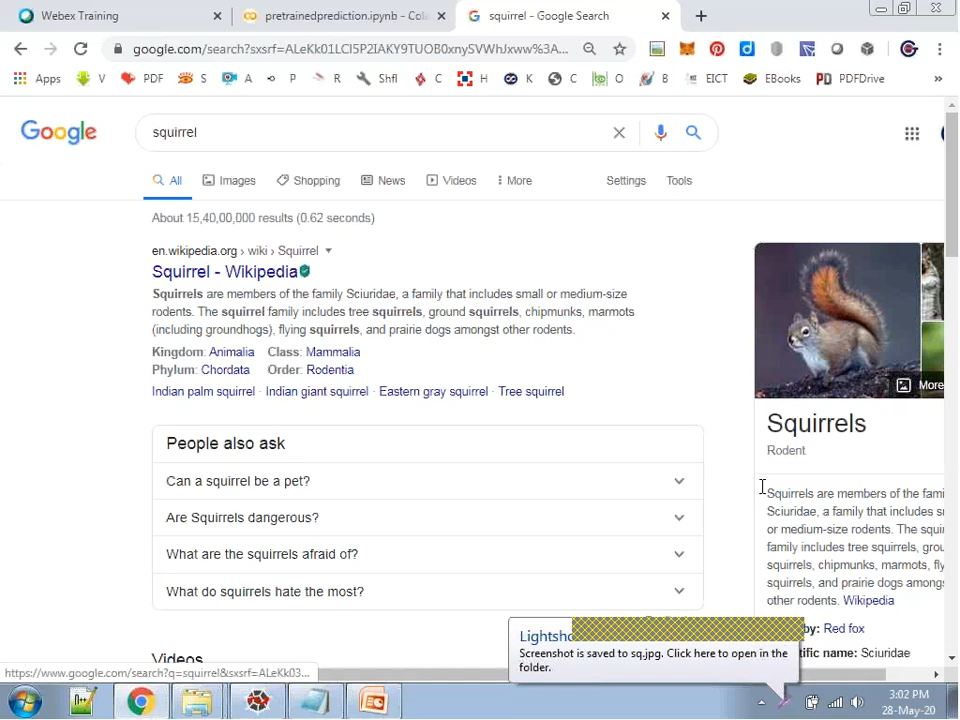 Webex Training
pretrainedprediction.ipynb - Cola
squirrel - Google Search
google.com/search?sxsrf=ALeKk01LCI5P2IAKY9TUOB0xnySVWhJxww%3A...
Apps V PDF S A P R Shfl C H K C O B EICT EBooks PDFDrive »
Google squirrel
All Images Shopping News Videos More Settings Tools
About 15,40,00,000 results (0.62 seconds)
en.wikipedia.org › wiki › Squirrel
Squirrel - Wikipedia
Squirrels are members of the family Sciuridae, a family that includes small or medium-size
rodents. The squirrel family includes tree squirrels, ground squirrels, chipmunks, marmots
(including groundhogs), flying squirrels, and prairie dogs amongst other rodents.
Kingdom: Animalia Class: Mammalia
Phylum: Chordata Order: Rodentia
Indian palm squirrel · Indian giant squirrel · Eastern gray squirrel · Tree squirrel
People also ask
Can a squirrel be a pet?
Are Squirrels dangerous?
What are the squirrels afraid of?
What do squirrels hate the most?
Videos
More
Squirrels
Rodent
Squirrels are members of the fami
Sciuridae, a family that includes s
or medium-size rodents. The squi
family includes tree squirrels, grou
squirrels, chipmunks, marmots, fly
squirrels, and prairie dogs among
other rodents. Wikipedia
by: Red fox
tific name: Sciuridae
Lightsh
Screenshot is saved to sq.jpg. Click here to open in the
folder.
https://www.google.com/search?q=squirrel&sxsrf=ALeKk03...
3:02 PM
28-May-20